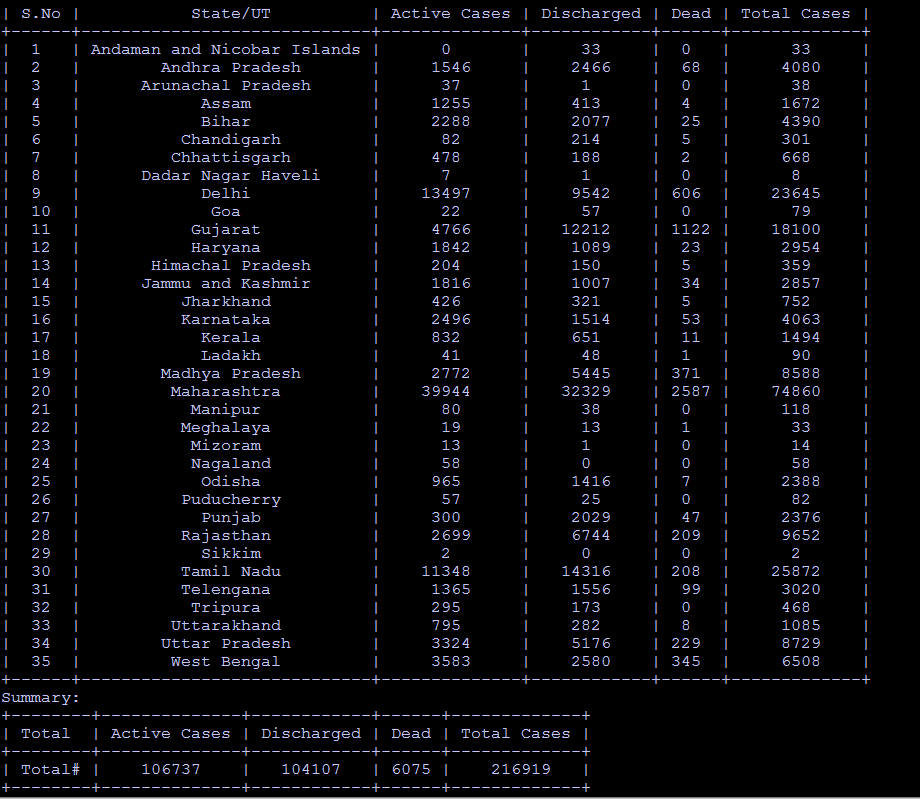 | S.No | State/UT | Active Cases | Discharged | Dead | Total Cases |
| 1 | Andaman and Nicobar Islands | 0 | 33 | 0 | 33 |
| 2 | Andhra Pradesh | 1546 | 2466 | 68 | 4080 |
| 3 | Arunachal Pradesh | 37 | 1 | 0 | 38 |
| 4 | Assam | 1255 | 413 | 4 | 1672 |
| 5 | Bihar | 2288 | 2077 | 25 | 4390 |
| 6 | Chandigarh | 82 | 214 | 5 | 301 |
| 7 | Chhattisgarh | 478 | 188 | 2 | 668 |
| 8 | Dadar Nagar Haveli | 7 | 1 | 0 | 8 |
| 9 | Delhi | 13497 | 9542 | 606 | 23645 |
| 10 | Goa | 22 | 57 | 0 | 79 |
| 11 | Gujarat | 4766 | 12212 | 1122 | 18100 |
| 12 | Haryana | 1842 | 1089 | 23 | 2954 |
| 13 | Himachal Pradesh | 204 | 150 | 5 | 359 |
| 14 | Jammu and Kashmir | 1816 | 1007 | 34 | 2857 |
| 15 | Jharkhand | 426 | 321 | 5 | 752 |
| 16 | Karnataka | 2496 | 1514 | 53 | 4063 |
| 17 | Kerala | 832 | 651 | 11 | 1494 |
| 18 | Ladakh | 41 | 48 | 1 | 90 |
| 19 | Madhya Pradesh | 2772 | 5445 | 371 | 8588 |
| 20 | Maharashtra | 39944 | 32329 | 2587 | 74860 |
| 21 | Manipur | 80 | 38 | 0 | 118 |
| 22 | Meghalaya | 19 | 13 | 1 | 33 |
| 23 | Mizoram | 13 | 1 | 0 | 14 |
| 24 | Nagaland | 58 | 0 | 0 | 58 |
| 25 | Odisha | 965 | 1416 | 7 | 2388 |
| 26 | Puducherry | 57 | 25 | 0 | 82 |
| 27 | Punjab | 300 | 2029 | 47 | 2376 |
| 28 | Rajasthan | 2699 | 6744 | 209 | 9652 |
| 29 | Sikkim | 2 | 0 | 0 | 2 |
| 30 | Tamil Nadu | 11348 | 14316 | 208 | 25872 |
| 31 | Telengana | 1365 | 1556 | 99 | 3020 |
| 32 | Tripura | 295 | 173 | 0 | 468 |
| 33 | Uttarakhand | 795 | 282 | 8 | 1085 |
| 34 | Uttar Pradesh | 3324 | 5176 | 229 | 8729 |
| 35 | West Bengal | 3583 | 2580 | 345 | 6508 |
Summary:
| Total | Active Cases | Discharged | Dead | Total Cases |
| Total# | 106737 | 104107 | 6075 | 216919 |